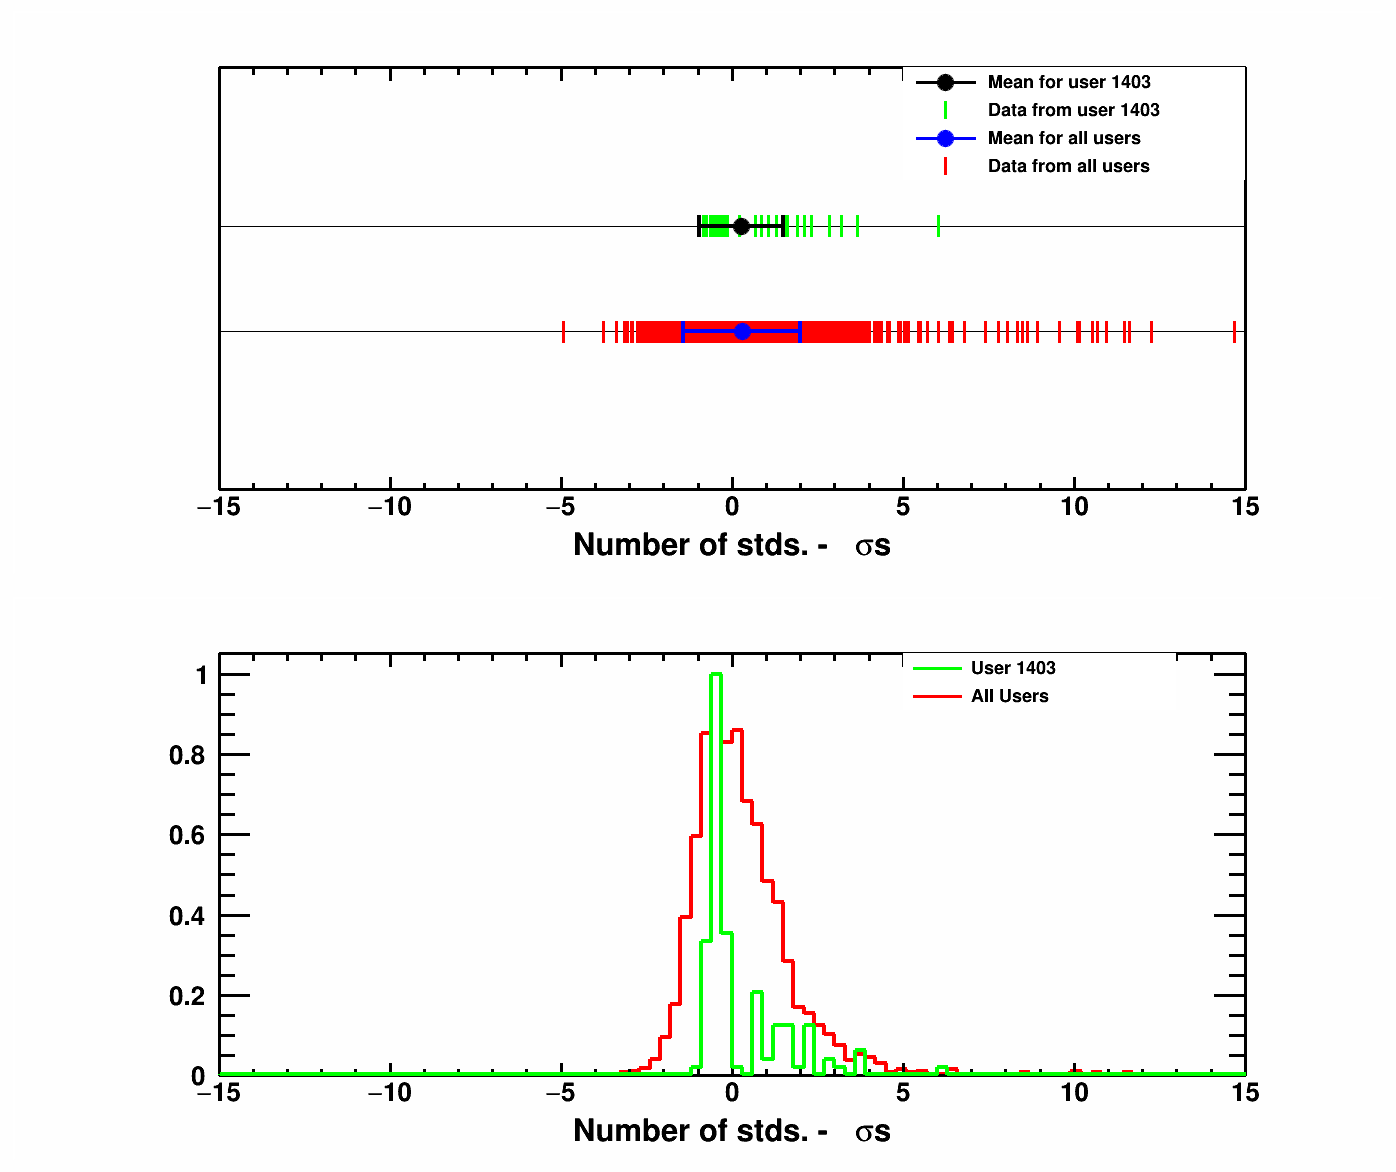 Mean for user 1403
Data from user 1403
Mean for all users
Data from all users
−15 −10 −5 0 5 10 15
Number of stds. - σs
User 1403
All Users
1
0.8
0.6
0.4
0.2
0
−15 −10 −5 0 5 10 15
Number of stds. - σs